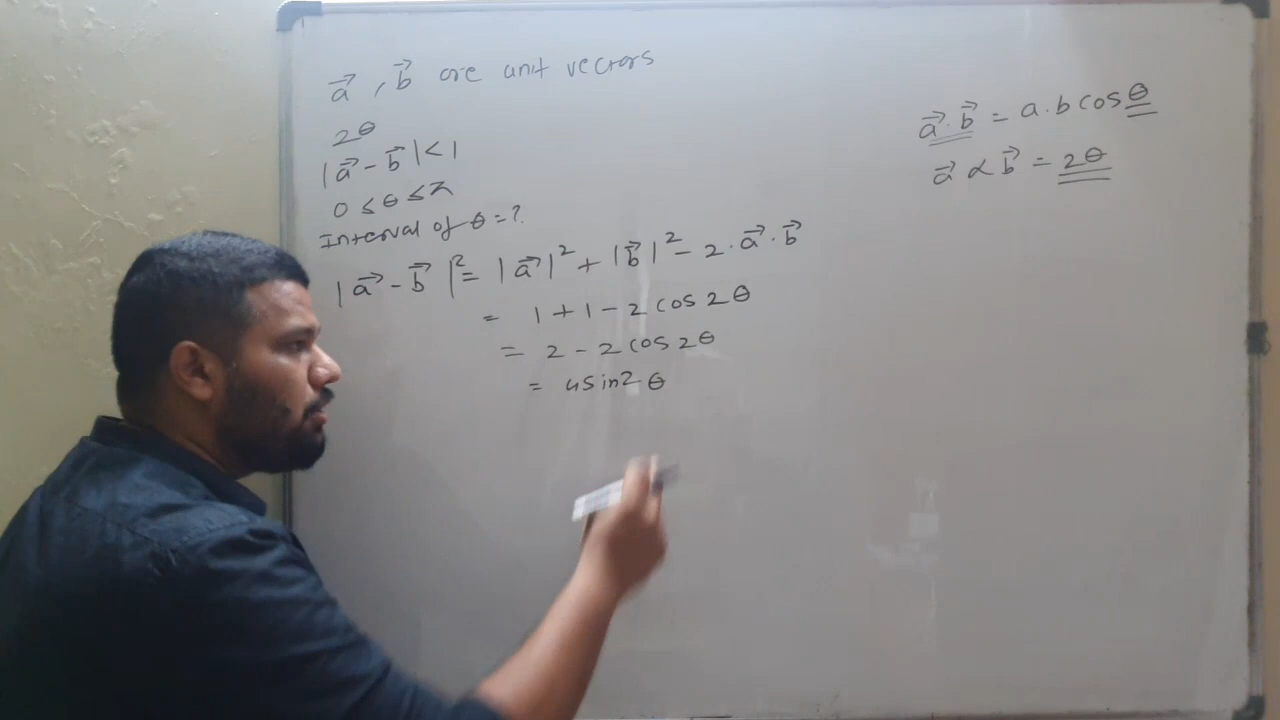 a⃗ , b⃗ are unit vectors
2θ
|a⃗ - b⃗| < 1
0 ≤ θ ≤ π
Interval of θ = ?
|a⃗ - b⃗|² = |a⃗|² + |b⃗|² - 2 · a⃗ · b⃗
= 1 + 1 - 2 cos 2θ
= 2 - 2 cos 2θ
= 4 sin2 θ
a⃗ · b⃗ = a · b cos θ
a⃗ ∝ b⃗ = 2θ